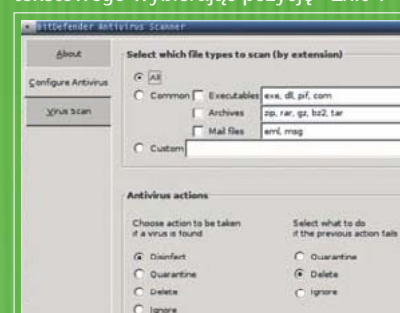 BitDefender Antivirus Scanner
About
Configure Antivirus
Virus Scan
Select which file types to scan (by extension)
All
Common Executables exe, dll, pif, com
Archives zip, rar, gz, bz2, tar
Mail files eml, msg
Custom
Antivirus actions
Choose action to be taken
if a virus is found
Disinfect
Quarantine
Delete
Ignore
Select what to do
if the previous action fails
Quarantine
Delete
Ignore